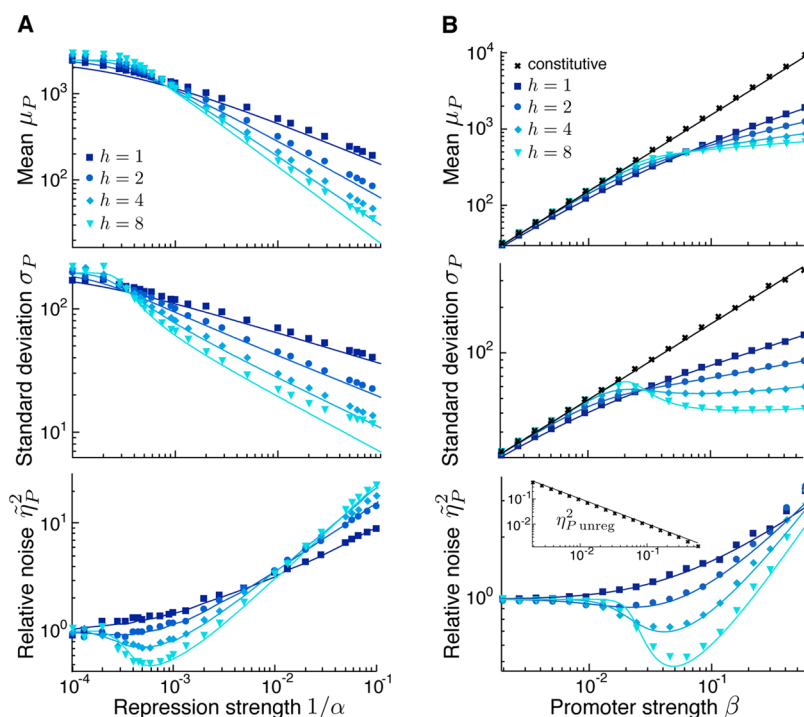 A
Mean μ_P
10^3
10^2
h = 1
h = 2
h = 4
h = 8
Standard deviation σ_P
10^2
10^1
Relative noise η̃_P^2
10^1
10^0
10^-4
10^-3
10^-2
10^-1
Repression strength 1/α
B
Mean μ_P
10^4
10^3
10^2
constitutive
h = 1
h = 2
h = 4
h = 8
Standard deviation σ_P
10^2
Relative noise η̃_P^2
10^0
10^-1
10^-2
η_P^2 unreg
10^-2
10^-1
10^-2
10^-1
Promoter strength β